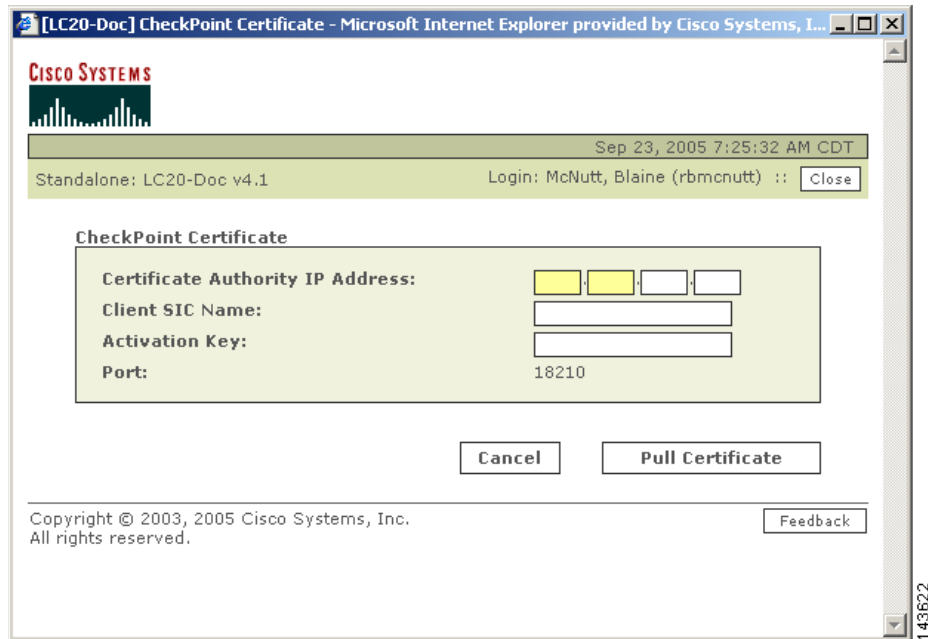 [LC20-Doc] CheckPoint Certificate - Microsoft Internet Explorer provided by Cisco Systems, I...
CISCO SYSTEMS
Sep 23, 2005 7:25:32 AM CDT
Standalone: LC20-Doc v4.1 Login: McNutt, Blaine (rbmcnutt) :: Close
CheckPoint Certificate
Certificate Authority IP Address: . . .
Client SIC Name:
Activation Key:
Port: 18210
Cancel Pull Certificate
Copyright © 2003, 2005 Cisco Systems, Inc. Feedback
All rights reserved.
143622